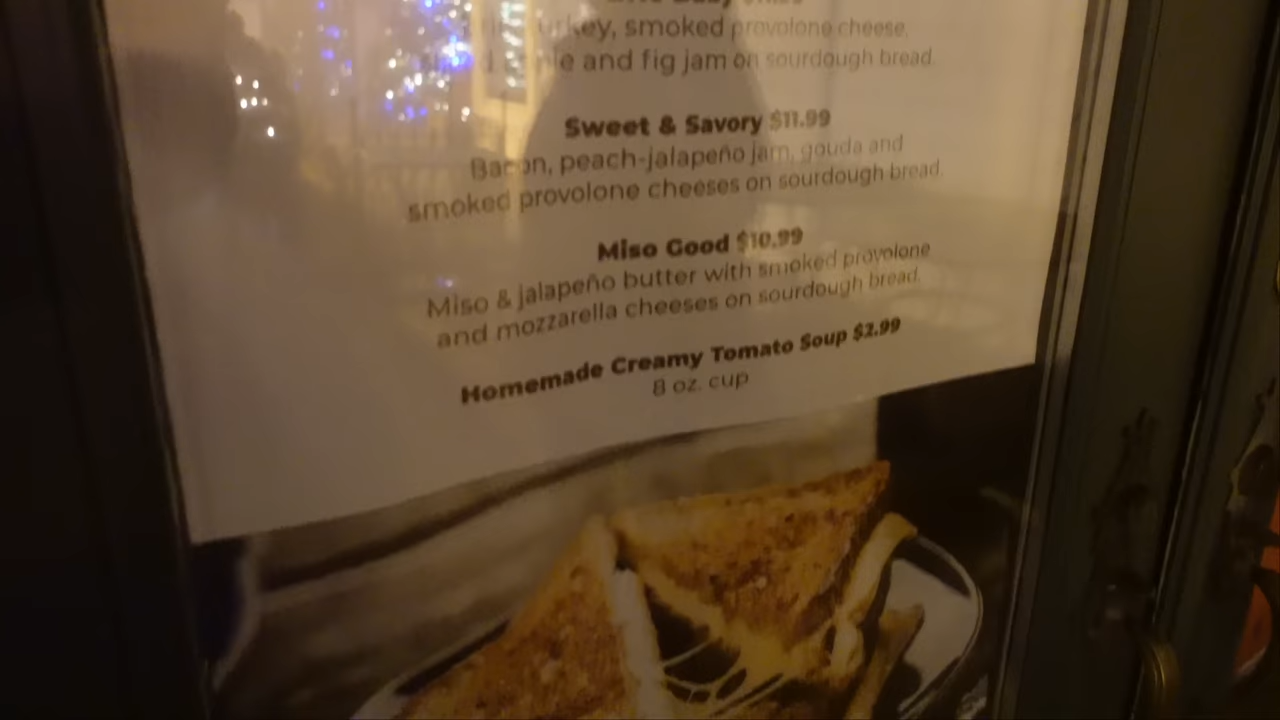 turkey, smoked provolone cheese,
and fig jam on sourdough bread.
Sweet & Savory $11.99
Bacon, peach-jalapeño jam, gouda and
smoked provolone cheeses on sourdough bread.
Miso Good $10.99
Miso & jalapeño butter with smoked provolone
and mozzarella cheeses on sourdough bread.
Homemade Creamy Tomato Soup $2.99
8 oz. cup